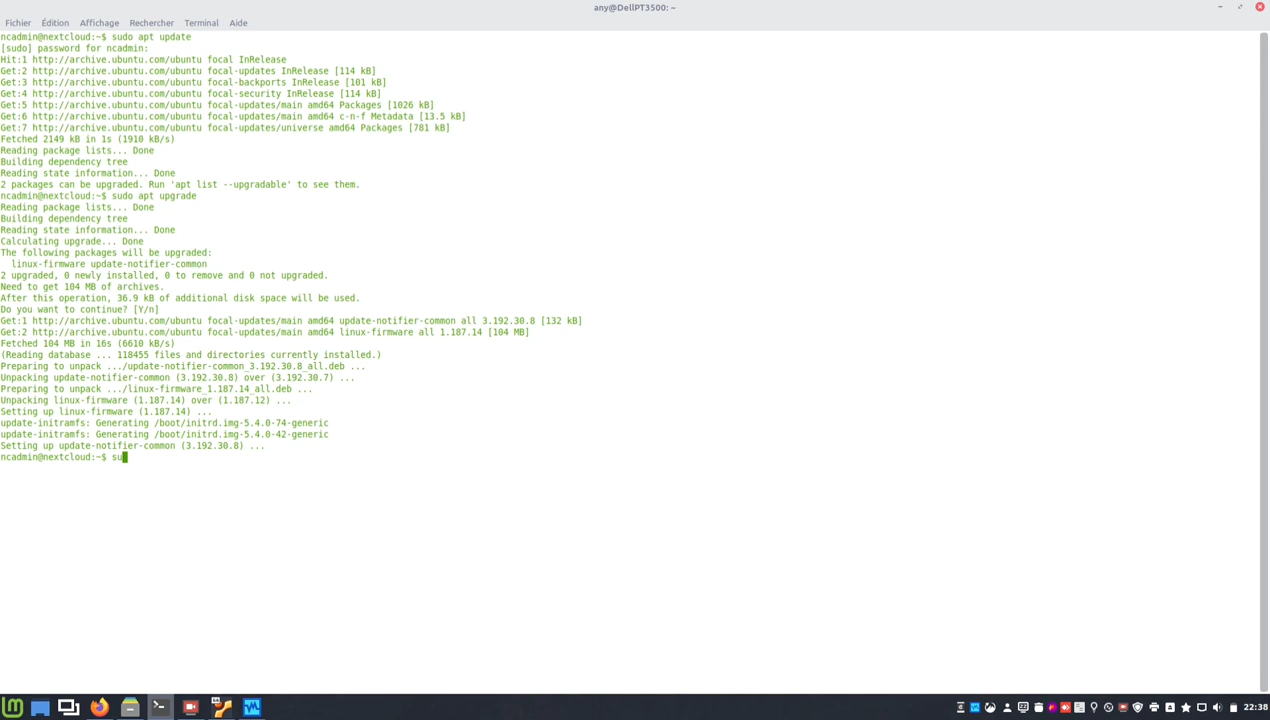 any@DellPT3500: ~
Fichier Édition Affichage Rechercher Terminal Aide
ncadmin@nextcloud:~$ sudo apt update
[sudo] password for ncadmin:
Hit:1 http://archive.ubuntu.com/ubuntu focal InRelease
Get:2 http://archive.ubuntu.com/ubuntu focal-updates InRelease [114 kB]
Get:3 http://archive.ubuntu.com/ubuntu focal-backports InRelease [101 kB]
Get:4 http://archive.ubuntu.com/ubuntu focal-security InRelease [114 kB]
Get:5 http://archive.ubuntu.com/ubuntu focal-updates/main amd64 Packages [1026 kB]
Get:6 http://archive.ubuntu.com/ubuntu focal-updates/main amd64 c-n-f Metadata [13.5 kB]
Get:7 http://archive.ubuntu.com/ubuntu focal-updates/universe amd64 Packages [781 kB]
Fetched 2149 kB in 1s (1910 kB/s)
Reading package lists... Done
Building dependency tree
Reading state information... Done
2 packages can be upgraded. Run 'apt list --upgradable' to see them.
ncadmin@nextcloud:~$ sudo apt upgrade
Reading package lists... Done
Building dependency tree
Reading state information... Done
Calculating upgrade... Done
The following packages will be upgraded:
  linux-firmware update-notifier-common
2 upgraded, 0 newly installed, 0 to remove and 0 not upgraded.
Need to get 104 MB of archives.
After this operation, 36.9 kB of additional disk space will be used.
Do you want to continue? [Y/n]
Get:1 http://archive.ubuntu.com/ubuntu focal-updates/main amd64 update-notifier-common all 3.192.30.8 [132 kB]
Get:2 http://archive.ubuntu.com/ubuntu focal-updates/main amd64 linux-firmware all 1.187.14 [104 MB]
Fetched 104 MB in 16s (6610 kB/s)
(Reading database ... 118455 files and directories currently installed.)
Preparing to unpack .../update-notifier-common_3.192.30.8_all.deb ...
Unpacking update-notifier-common (3.192.30.8) over (3.192.30.7) ...
Preparing to unpack .../linux-firmware_1.187.14_all.deb ...
Unpacking linux-firmware (1.187.14) over (1.187.12) ...
Setting up linux-firmware (1.187.14) ...
update-initramfs: Generating /boot/initrd.img-5.4.0-74-generic
update-initramfs: Generating /boot/initrd.img-5.4.0-42-generic
Setting up update-notifier-common (3.192.30.8) ...
ncadmin@nextcloud:~$ su
22:38